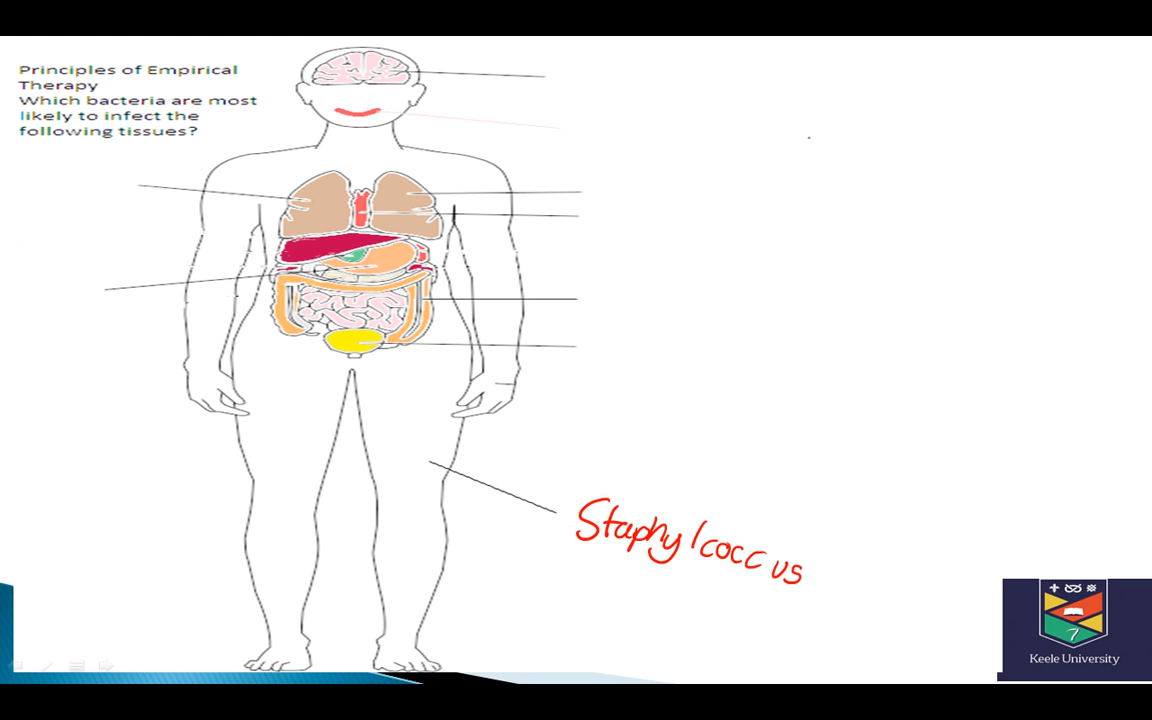 Principles of Empirical
Therapy
Which bacteria are most
likely to infect the
following tissues?
Staphylcoccus
Keele University